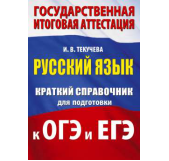 ГОСУДАРСТВЕННАЯ
ИТОГОВАЯ АТТЕСТАЦИЯ
И. В. ТЕКУЧЕВА
РУССКИЙ ЯЗЫК
КРАТКИЙ СПРАВОЧНИК
для подготовки
к ОГЭ и ЕГЭ